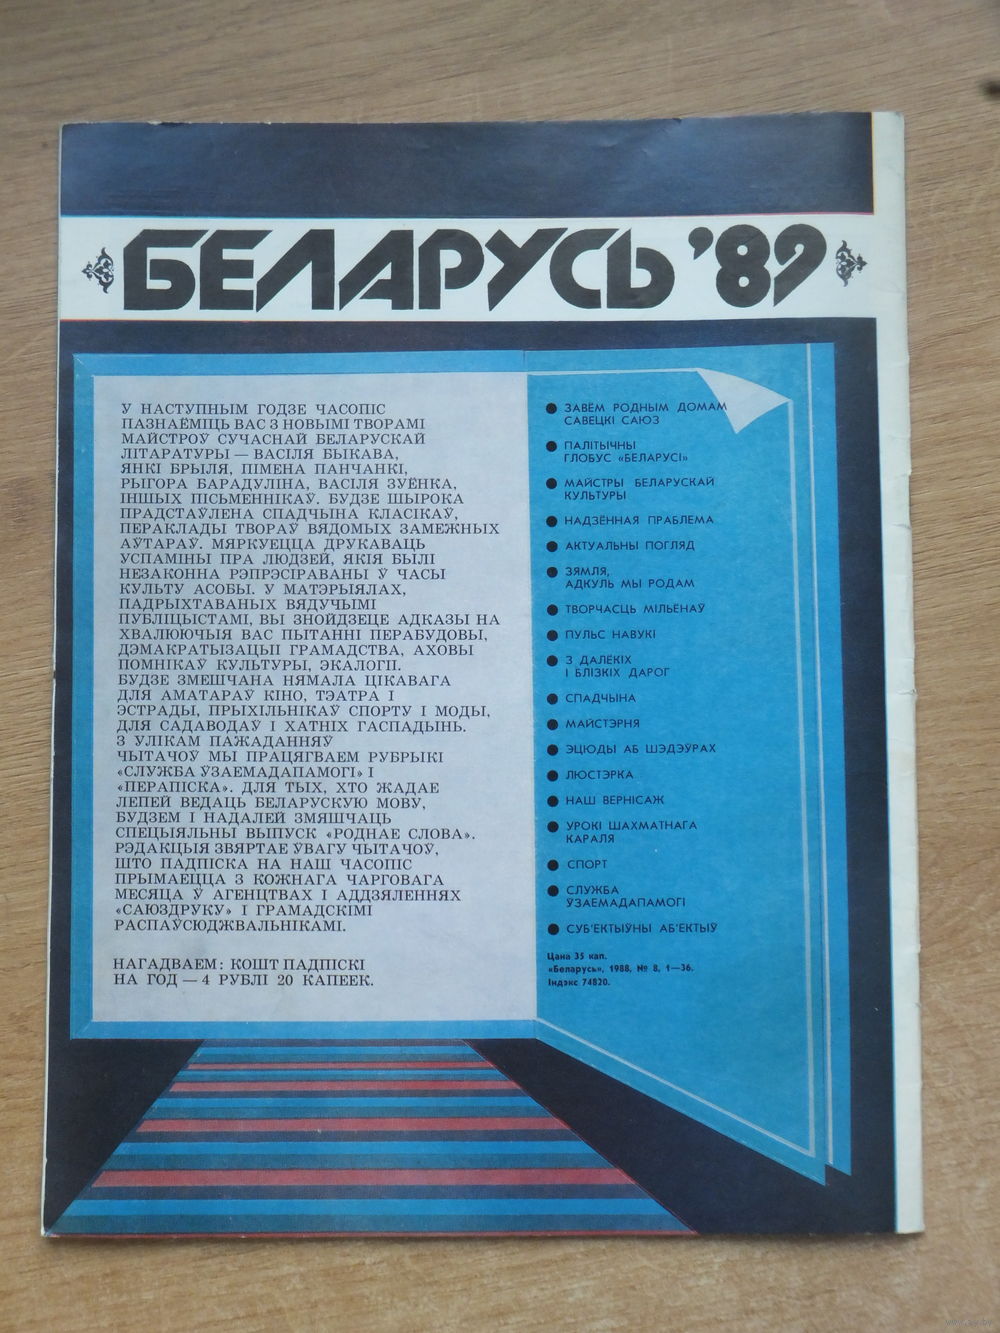 БЕЛАРУСЬ '89
У НАСТУПНЫМ ГОДЗЕ ЧАСОПІС
ПАЗНАЁМІЦЬ ВАС З НОВЫМІ ТВОРАМІ
МАЙСТРОЎ СУЧАСНАЙ БЕЛАРУСКАЙ
ЛІТАРАТУРЫ — ВАСІЛЯ БЫКАВА,
ЯНКІ БРЫЛЯ, ПІМЕНА ПАНЧАНКІ,
РЫГОРА БАРАДУЛІНА, ВАСІЛЯ ЗУЁНКА,
ІНШЫХ ПІСЬМЕННІКАЎ. БУДЗЕ ШЫРОКА
ПРАДСТАЎЛЕНА СПАДЧЫНА КЛАСІКАЎ,
ПЕРАКЛАДЫ ТВОРАЎ ВЯДОМЫХ ЗАМЕЖНЫХ
АЎТАРАЎ. МЯРКУЕЦЦА ДРУКАВАЦЬ
УСПАМІНЫ ПРА ЛЮДЗЕЙ, ЯКІЯ БЫЛІ
НЕЗАКОННА РЭПРЭСІРАВАНЫ Ў ЧАСЫ
КУЛЬТУ АСОБЫ. У МАТЭРЫЯЛАХ,
ПАДРЫХТАВАНЫХ ВЯДУЧЫМІ
ПУБЛІЦЫСТАМІ, ВЫ ЗНОЙДЗЕЦЕ АДКАЗЫ НА
ХВАЛЮЮЧЫЯ ВАС ПЫТАННІ ПЕРАБУДОВЫ,
ДЭМАКРАТЫЗАЦЫІ ГРАМАДСТВА, АХОВЫ
ПОМНІКАЎ КУЛЬТУРЫ, ЭКАЛОГІІ.
БУДЗЕ ЗМЕШЧАНА НЯМАЛА ЦІКАВАГА
ДЛЯ АМАТАРАЎ КІНО, ТЭАТРА І
ЭСТРАДЫ, ПРЫХІЛЬНІКАЎ СПОРТУ І МОДЫ,
ДЛЯ САДАВОДАЎ І ХАТНІХ ГАСПАДЫНЬ.
З УЛІКАМ ПАЖАДАННЯЎ
ЧЫТАЧОЎ МЫ ПРАЦЯГВАЕМ РУБРЫКІ
«СЛУЖБА ЎЗАЕМАДАПАМОГІ» І
«ПЕРАПІСКА». ДЛЯ ТЫХ, ХТО ЖАДАЕ
ЛЕПЕЙ ВЕДАЦЬ БЕЛАРУСКУЮ МОВУ,
БУДЗЕМ І НАДАЛЕЙ ЗМЯШЧАЦЬ
СПЕЦЫЯЛЬНЫ ВЫПУСК «РОДНАЕ СЛОВА».
РЭДАКЦЫЯ ЗВЯРТАЕ ЎВАГУ ЧЫТАЧОЎ,
ШТО ПАДПІСКА НА НАШ ЧАСОПІС
ПРЫМАЕЦЦА З КОЖНАГА ЧАРГОВАГА
МЕСЯЦА Ў АГЕНЦТВАХ І АДДЗЯЛЕННЯХ
«САЮЗДРУКУ» І ГРАМАДСКІМІ
РАСПАЎСЮДЖВАЛЬНІКАМІ.
НАГАДВАЕМ: КОШТ ПАДПІСКІ
НА ГОД — 4 РУБЛІ 20 КАПЕЕК.
● ЗАВЁМ РОДНЫМ ДОМАМ
САВЕЦКІ САЮЗ
● ПАЛІТЫЧНЫ
ГЛОБУС «БЕЛАРУСІ»
● МАЙСТРЫ БЕЛАРУСКАЙ
КУЛЬТУРЫ
● НАДЗЁННАЯ ПРАБЛЕМА
● АКТУАЛЬНЫ ПОГЛЯД
● ЗЯМЛЯ,
АДКУЛЬ МЫ РОДАМ
● ТВОРЧАСЦЬ МІЛЬЁНАЎ
● ПУЛЬС НАВУКІ
● З ДАЛЁКІХ
І БЛІЗКІХ ДАРОГ
● СПАДЧЫНА
● МАЙСТЭРНЯ
● ЭЦЮДЫ АБ ШЭДЭЎРАХ
● ЛЮСТЭРКА
● НАШ ВЕРНІСАЖ
● УРОКІ ШАХМАТНАГА
КАРАЛЯ
● СПОРТ
● СЛУЖБА
ЎЗАЕМАДАПАМОГІ
● СУБ'ЕКТЫЎНЫ АБ'ЕКТЫЎ
Цана 35 кап.
«Беларусь», 1988, № 8, 1—36.
Індэкс 74820.